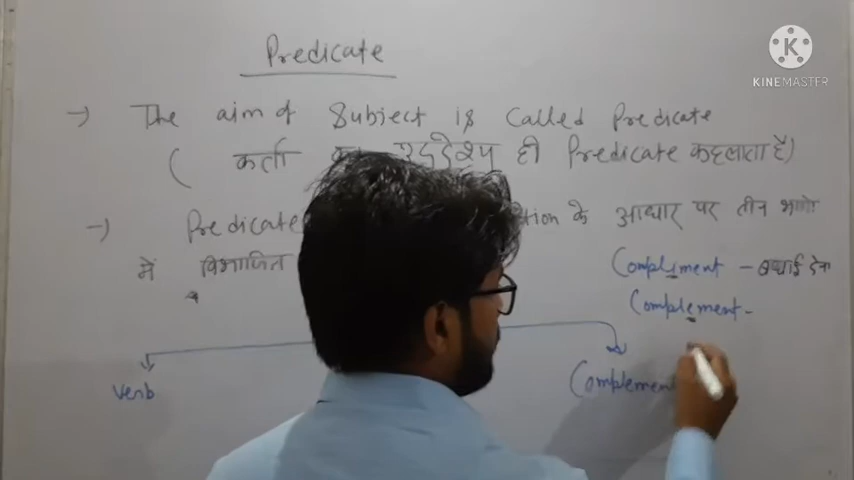 Predicate
KINEMASTER
→ The aim of Subject is called Predicate
( कर्ता का उद्देश्य ही Predicate कहलाता है)
→ Predicate के आधार पर तीन भागो
में विभाजित
Compliment - बधाई देना
Complement -
Verb
Complement